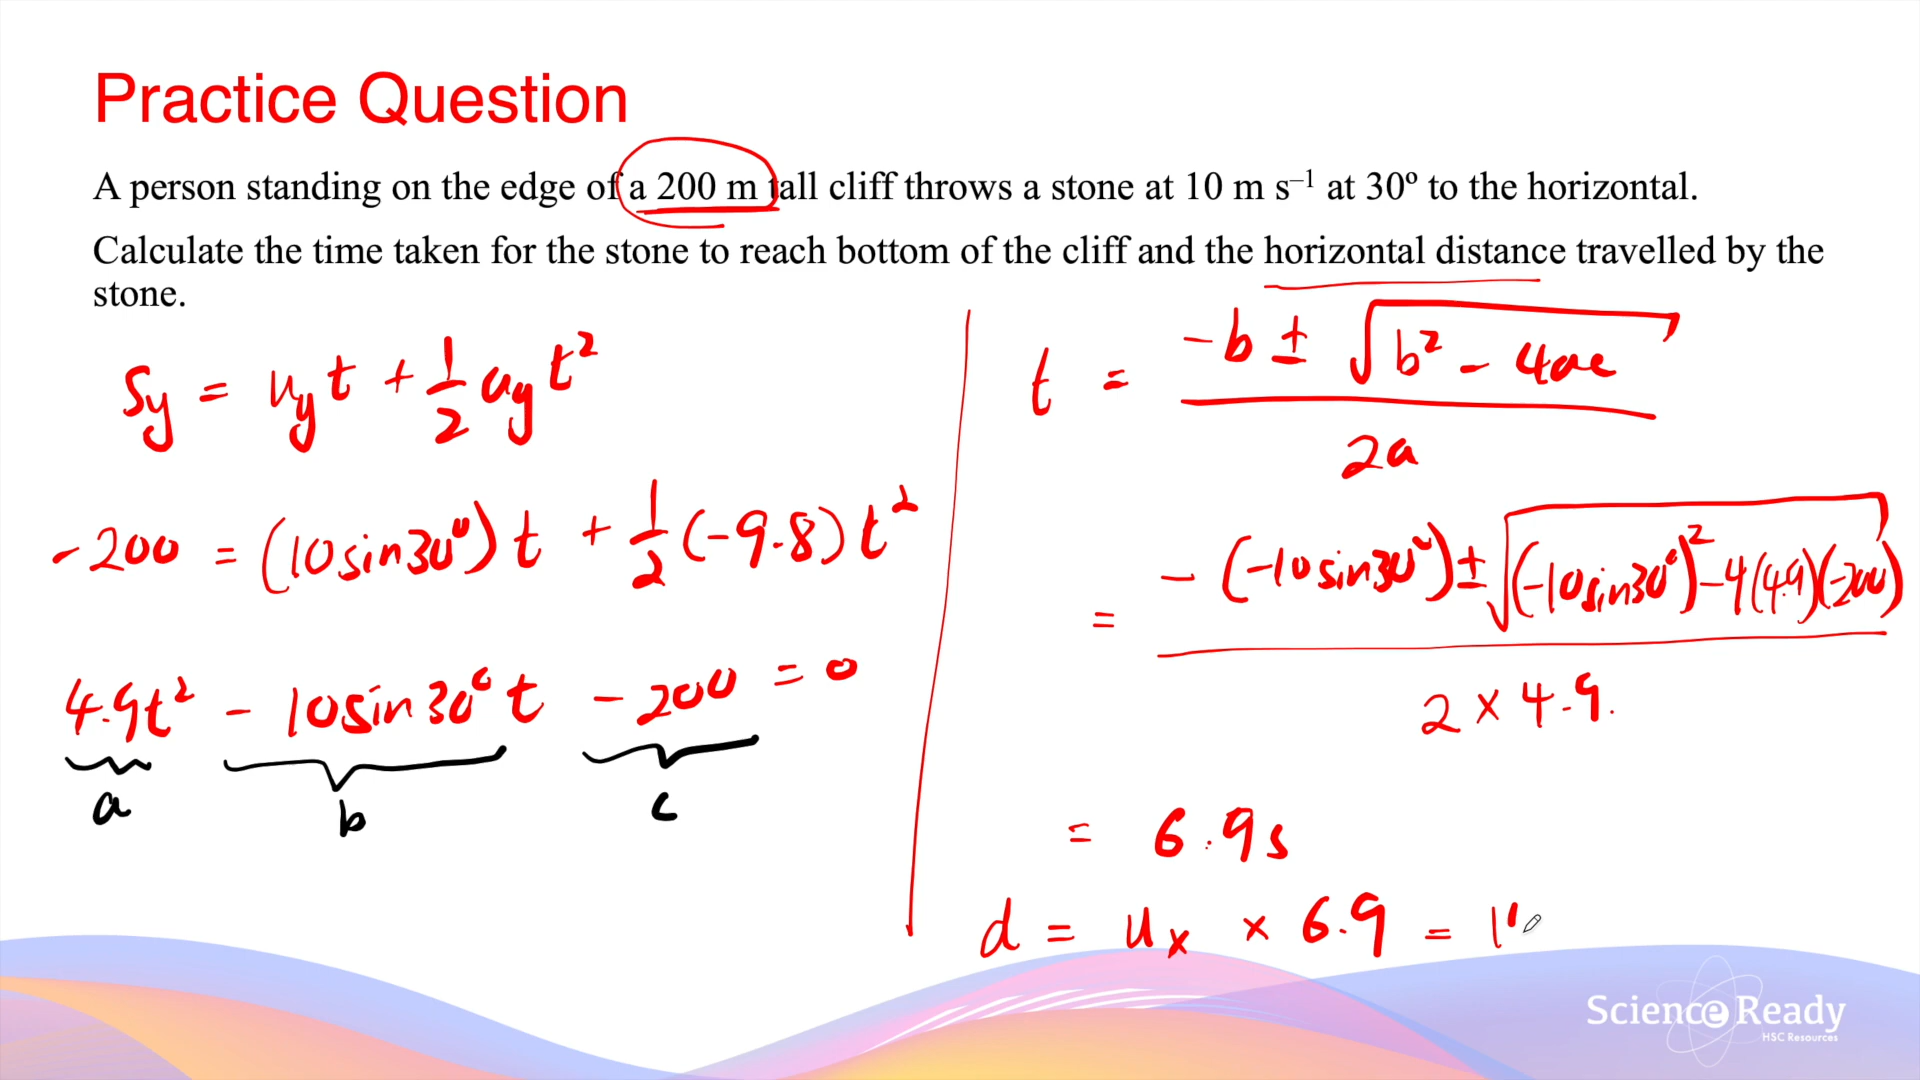 Practice Question
A person standing on the edge of a 200 m tall cliff throws a stone at 10 m s⁻¹ at 30º to the horizontal.
Calculate the time taken for the stone to reach bottom of the cliff and the horizontal distance travelled by the
stone.
Sy = uyt + 1/2 ayt²
-200 = (10sin30°)t + 1/2 (-9.8)t²
4.9t² - 10sin30°t - 200 = 0
a b c
t = -b ± √b² - 4ac / 2a
= -(-10sin30°) ± √(-10sin30°)² - 4(4.9)(-200) / 2 × 4.9.
= 6.9s
d = ux × 6.9 =
Science Ready
HSC Resources